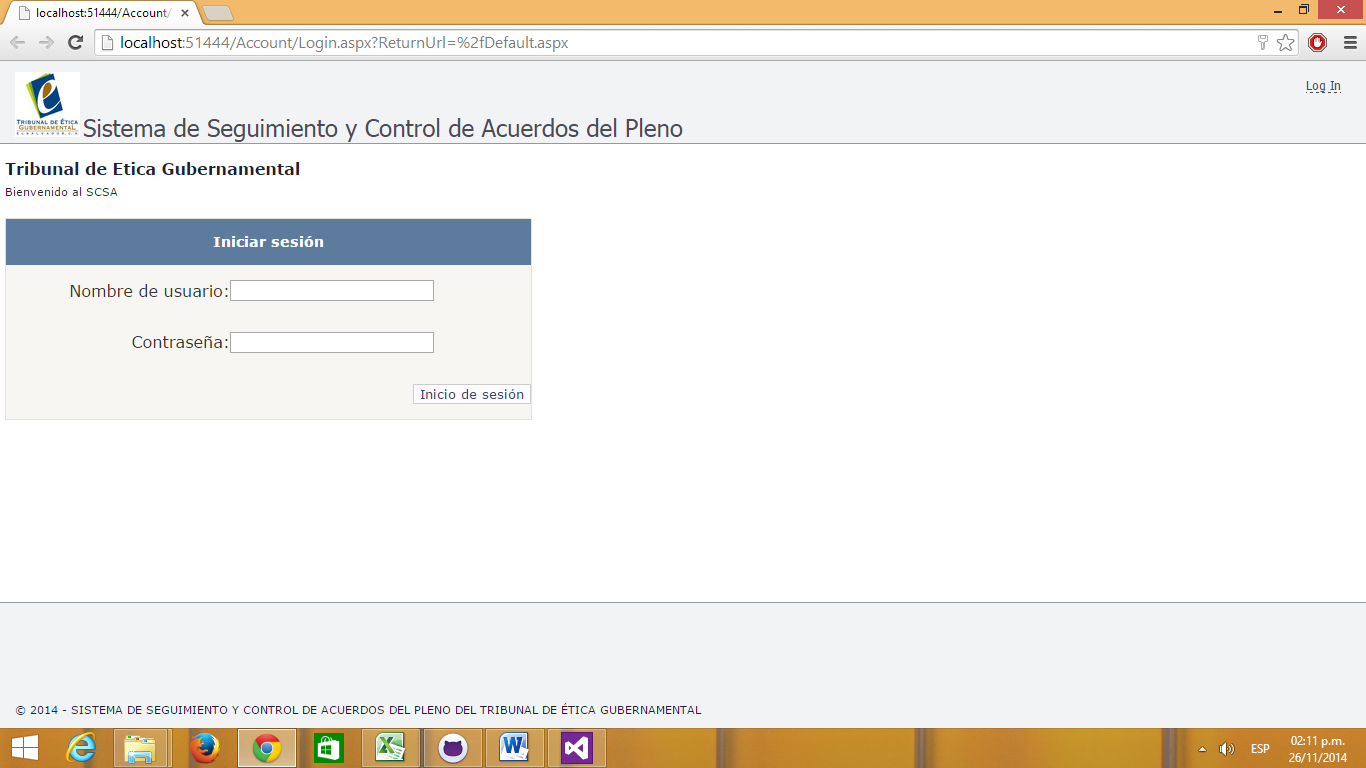 localhost:51444/Account/
localhost:51444/Account/Login.aspx?ReturnUrl=%2fDefault.aspx
Log In
TRIBUNAL DE ÉTICA
GUBERNAMENTAL
EL SALVADOR, C.A.
Sistema de Seguimiento y Control de Acuerdos del Pleno
Tribunal de Etica Gubernamental
Bienvenido al SCSA
Iniciar sesión
Nombre de usuario:
Contraseña:
Inicio de sesión
© 2014 - SISTEMA DE SEGUIMIENTO Y CONTROL DE ACUERDOS DEL PLENO DEL TRIBUNAL DE ÉTICA GUBERNAMENTAL
ESP
02:11 p.m.
26/11/2014